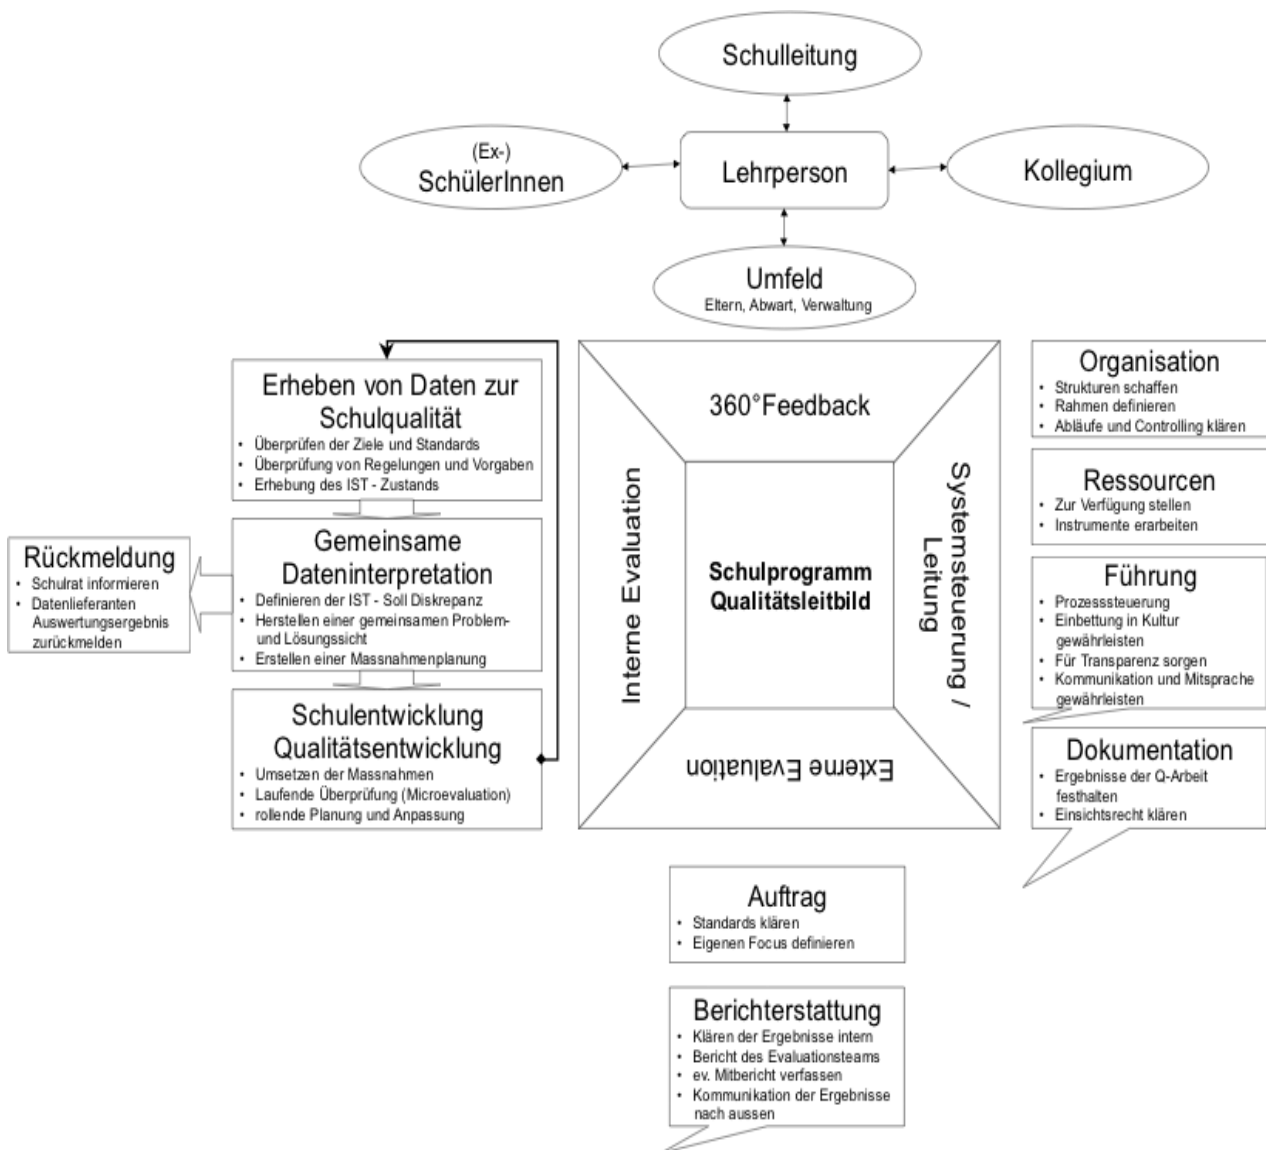 Schulleitung
(Ex-)
SchülerInnen
Lehrperson
Kollegium
Umfeld
Eltern, Abwart, Verwaltung
Erheben von Daten zur
Schulqualität
• Überprüfen der Ziele und Standards
• Überprüfung von Regelungen und Vorgaben
• Erhebung des IST - Zustands
Gemeinsame
Dateninterpretation
• Definieren der IST - Soll Diskrepanz
• Herstellen einer gemeinsamen Problem-
und Lösungssicht
• Erstellen einer Massnahmenplanung
Rückmeldung
• Schulrat informieren
• Datenlieferanten
Auswertungsergebnis
zurückmelden
Schulentwicklung
Qualitätsentwicklung
• Umsetzen der Massnahmen
• Laufende Überprüfung (Microevaluation)
• rollende Planung und Anpassung
360°Feedback
Interne Evaluation
Schulprogramm
Qualitätsleitbild
Systemsteuerung /
Leitung
Externe Evaluation
Organisation
• Strukturen schaffen
• Rahmen definieren
• Abläufe und Controlling klären
Ressourcen
• Zur Verfügung stellen
• Instrumente erarbeiten
Führung
• Prozesssteuerung
• Einbettung in Kultur
gewährleisten
• Für Transparenz sorgen
• Kommunikation und Mitsprache
gewährleisten
Dokumentation
• Ergebnisse der Q-Arbeit
festhalten
• Einsichtsrecht klären
Auftrag
• Standards klären
• Eigenen Focus definieren
Berichterstattung
• Klären der Ergebnisse intern
• Bericht des Evaluationsteams
• ev. Mitbericht verfassen
• Kommunikation der Ergebnisse
nach aussen